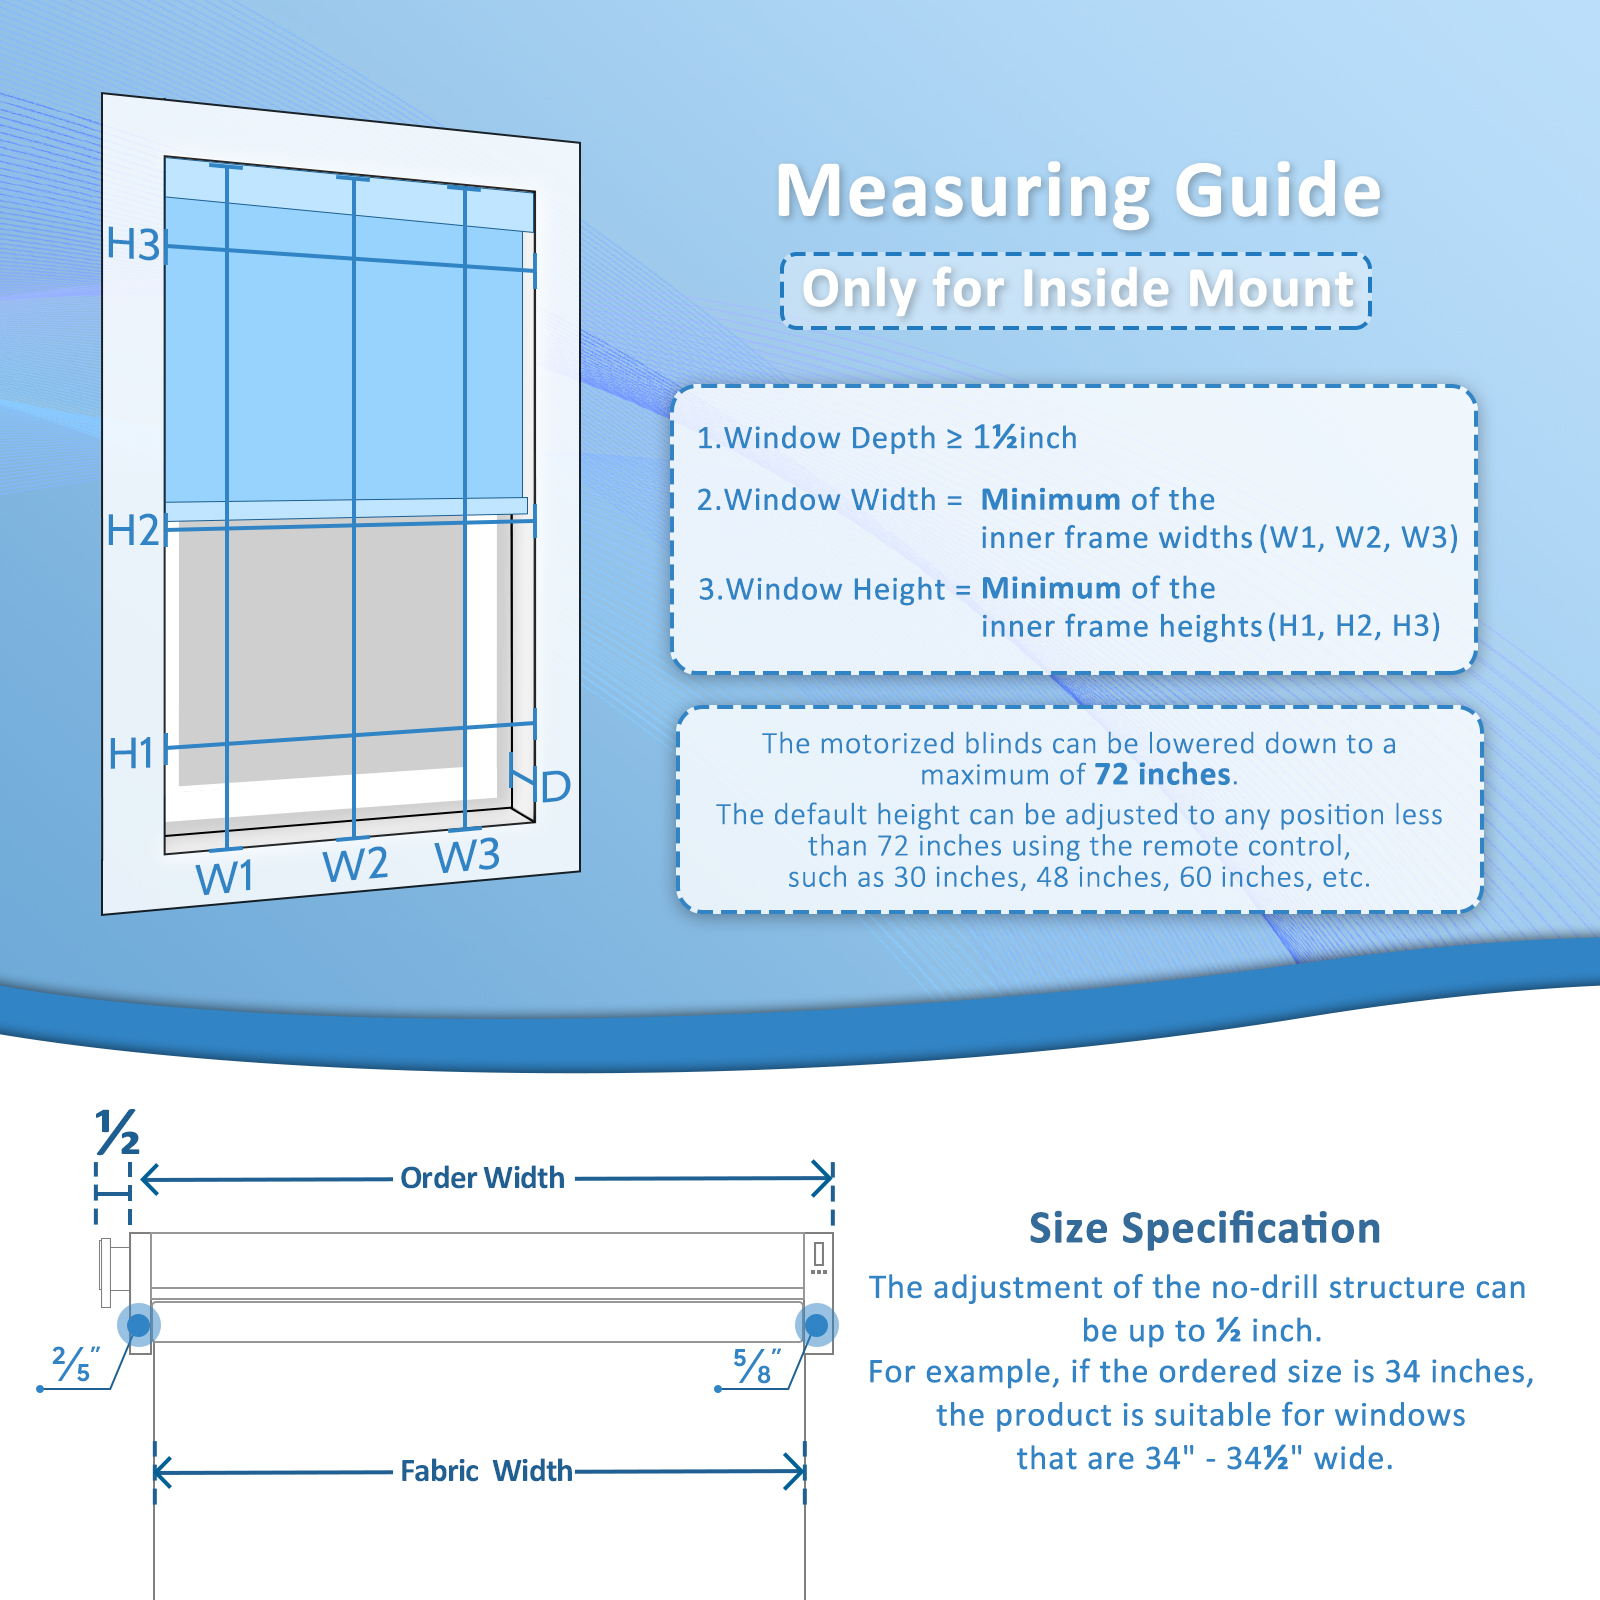 Measuring Guide
Only for Inside Mount
H3
H2
H1
D
W1
W2
W3
1.Window Depth ≥ 1½inch
2.Window Width = Minimum of the
inner frame widths (W1, W2, W3)
3.Window Height = Minimum of the
inner frame heights (H1, H2, H3)
The motorized blinds can be lowered down to a
maximum of 72 inches.
The default height can be adjusted to any position less
than 72 inches using the remote control,
such as 30 inches, 48 inches, 60 inches, etc.
½
Order Width
2/5"
5/8"
Fabric Width
Size Specification
The adjustment of the no-drill structure can
be up to ½ inch.
For example, if the ordered size is 34 inches,
the product is suitable for windows
that are 34" - 34½" wide.